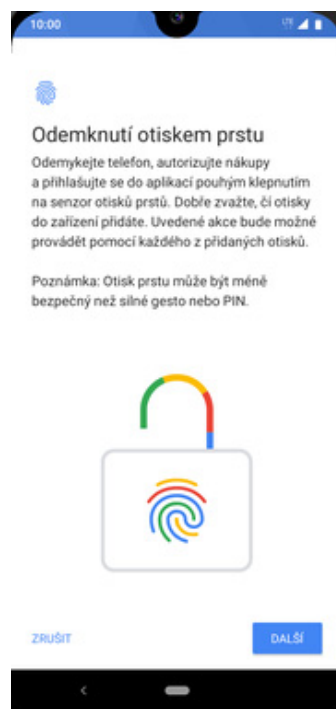 10:00
LTE
Odemknutí otiskem prstu
Odemykejte telefon, autorizujte nákupy
a přihlašujte se do aplikací pouhým klepnutím
na senzor otisků prstů. Dobře zvažte, čí otisky
do zařízení přidáte. Uvedené akce bude možné
provádět pomocí každého z přidaných otisků.
Poznámka: Otisk prstu může být méně
bezpečný než silné gesto nebo PIN.
ZRUŠIT
DALŠÍ